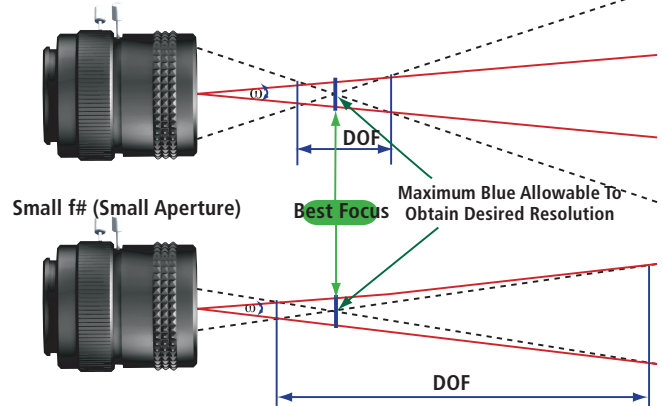 ω
DOF
Small f# (Small Aperture)
Best Focus
Maximum Blue Allowable To
Obtain Desired Resolution
ω
DOF